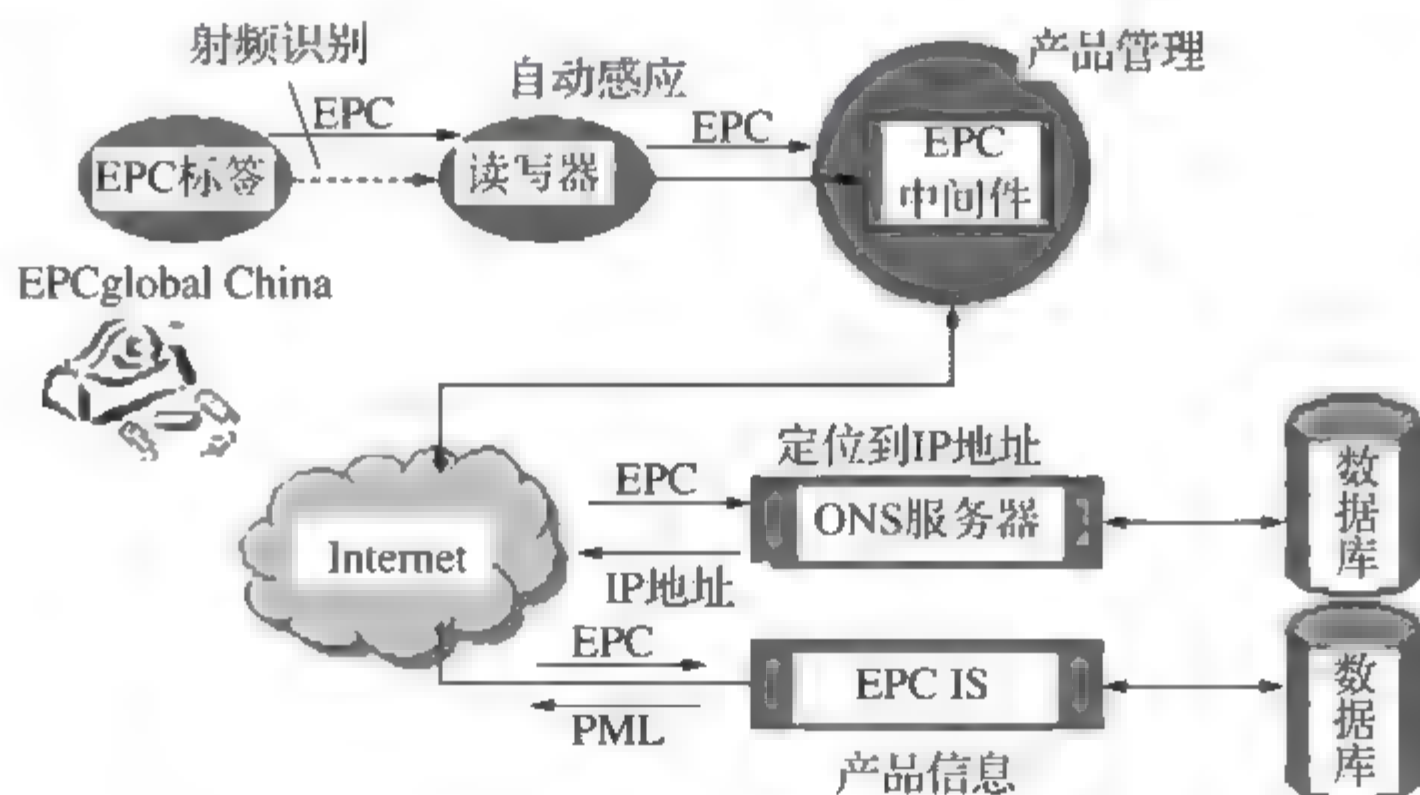 射频识别
EPC
自动感应
EPC
产品管理
EPC标签
读写器
EPC
中间件
EPCglobal China
Internet
EPC
IP地址
定位到IP地址
ONS服务器
数据库
EPC
PML
EPC IS
产品信息
数据库